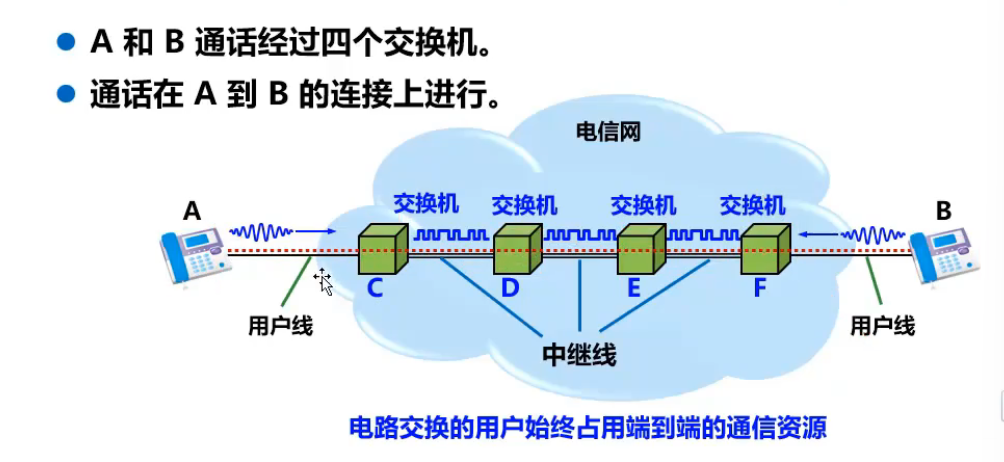 A 和 B 通话经过四个交换机。
通话在 A 到 B 的连接上进行。
电信网
A
交换机
交换机
交换机
交换机
B
C
D
E
F
用户线
中继线
用户线
电路交换的用户始终占用端到端的通信资源